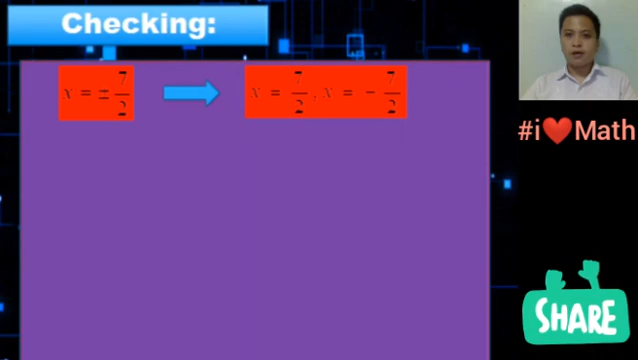 Checking:
x = ± 7/2
x = 7/2 , x = - 7/2
#i❤️Math
SHARE